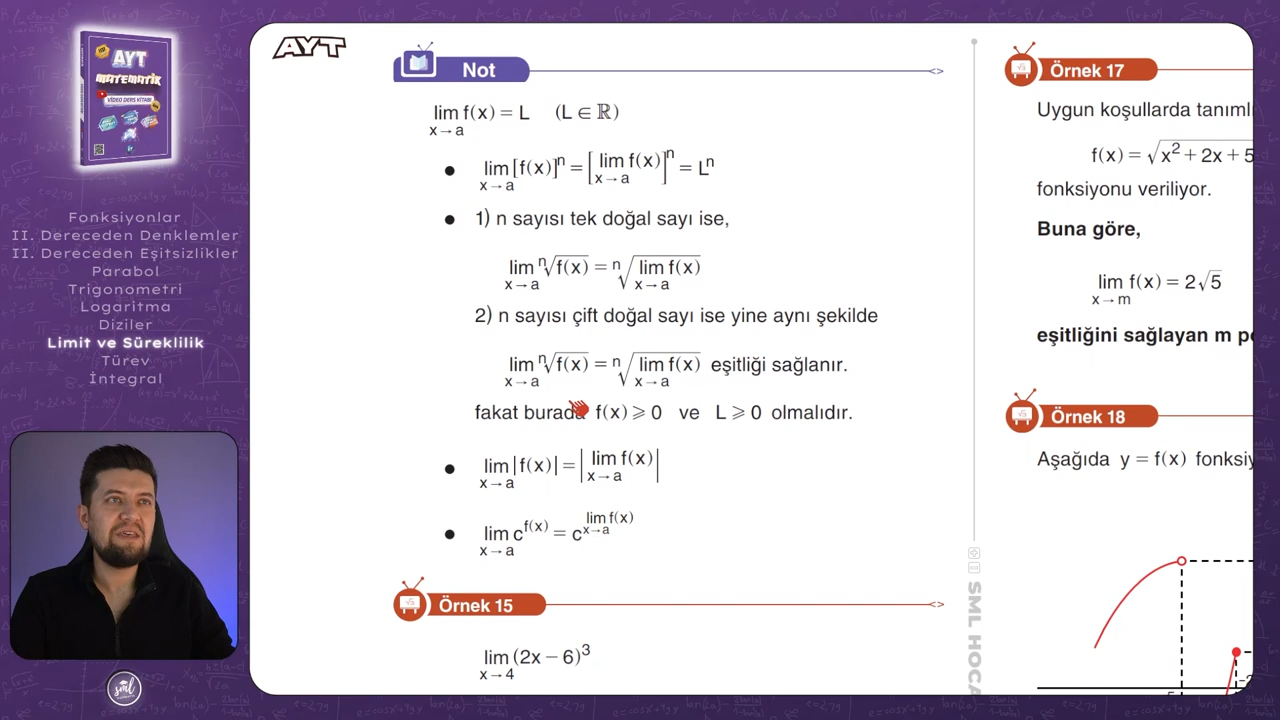 AYT
MATEMATİK
VİDEO DERS KİTABI
Fonksiyonlar
II. Dereceden Denklemler
II. Dereceden Eşitsizlikler
Parabol
Trigonometri
Logaritma
Diziler
Limit ve Süreklilik
Türev
İntegral
sml
AYT
Not
lim f(x) = L (L ∈ ℝ)
x→a
• lim [f(x)]ⁿ = [lim f(x)]ⁿ = Lⁿ
x→a x→a
• 1) n sayısı tek doğal sayı ise,
lim ⁿ√f(x) = ⁿ√lim f(x)
x→a x→a
2) n sayısı çift doğal sayı ise yine aynı şekilde
lim ⁿ√f(x) = ⁿ√lim f(x) eşitliği sağlanır.
x→a x→a
fakat burada f(x) ⩾ 0 ve L ⩾ 0 olmalıdır.
• lim |f(x)| = |lim f(x)|
x→a x→a
• lim c^f(x) = c^lim f(x)
x→a x→a
Örnek 15
lim (2x − 6)³
x→4
SML HOCA
Örnek 17
Uygun koşullarda tanıml
f(x) = √x² + 2x + 5
fonksiyonu veriliyor.
Buna göre,
lim f(x) = 2√5
x→m
eşitliğini sağlayan m p
Örnek 18
Aşağıda y = f(x) fonksiy